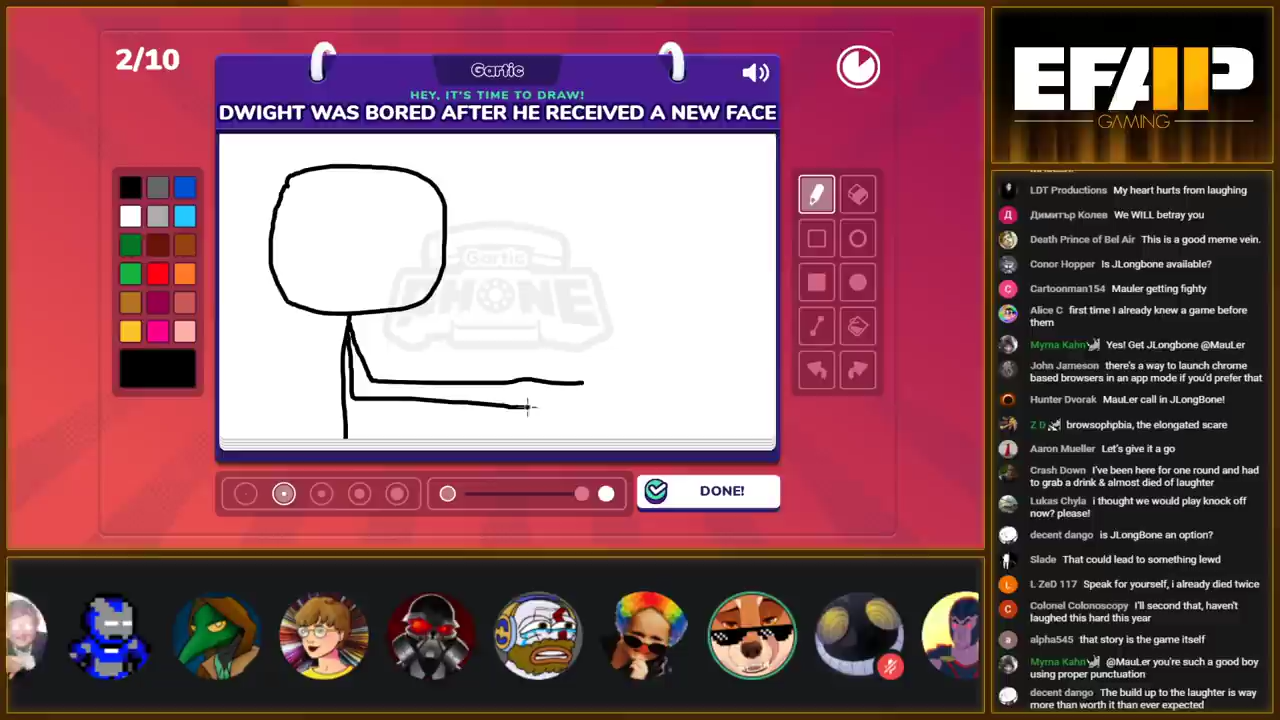 2/10
Gartic
HEY, IT'S TIME TO DRAW!
DWIGHT WAS BORED AFTER HE RECEIVED A NEW FACE
Gartic
PHONE
DONE!
EFAP
GAMING
LDT Productions My heart hurts from laughing
Димитър Колев We WILL betray you
Death Prince of Bel Air This is a good meme vein.
Conor Hopper Is JLongbone available?
Cartoonman154 Mauler getting fighty
Alice C first time I already knew a game before
them
Myrna Kahn Yes! Get JLongbone @MauLer
John Jameson there's a way to launch chrome
based browsers in an app mode if you'd prefer that
Hunter Dvorak MauLer call in JLongBone!
Z D browsophpbia, the elongated scare
Aaron Mueller Let's give it a go
Crash Down I've been here for one round and had
to grab a drink & almost died of laughter
Lukas Chyla i thought we would play knock off
now? please!
decent dango is JLongBone an option?
Slade That could lead to something lewd
L ZeD 117 Speak for yourself, i already died twice
Colonel Colonoscopy I'll second that, haven't
laughed this hard this year
alpha545 that story is the game itself
Myrna Kahn @MauLer you're such a good boy
using proper punctuation
decent dango The build up to the laughter is way
more than worth it than ever expected